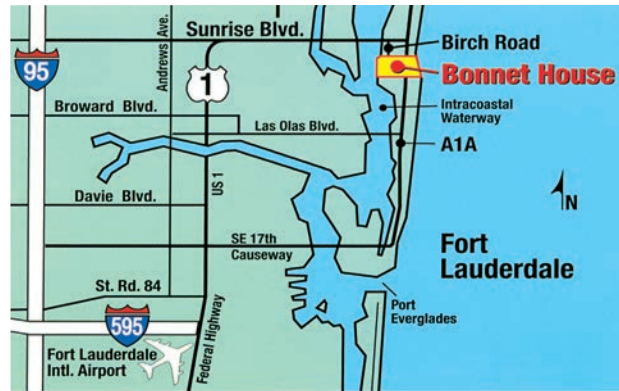 Sunrise Blvd.
Andrews Ave.
Birch Road
95
1
Bonnet House
Broward Blvd.
Las Olas Blvd.
Intracoastal
Waterway
A1A
US 1
Davie Blvd.
N
SE 17th
Causeway
Fort
Lauderdale
St. Rd. 84
Port
Everglades
595
Federal Highway
Fort Lauderdale
Intl. Airport